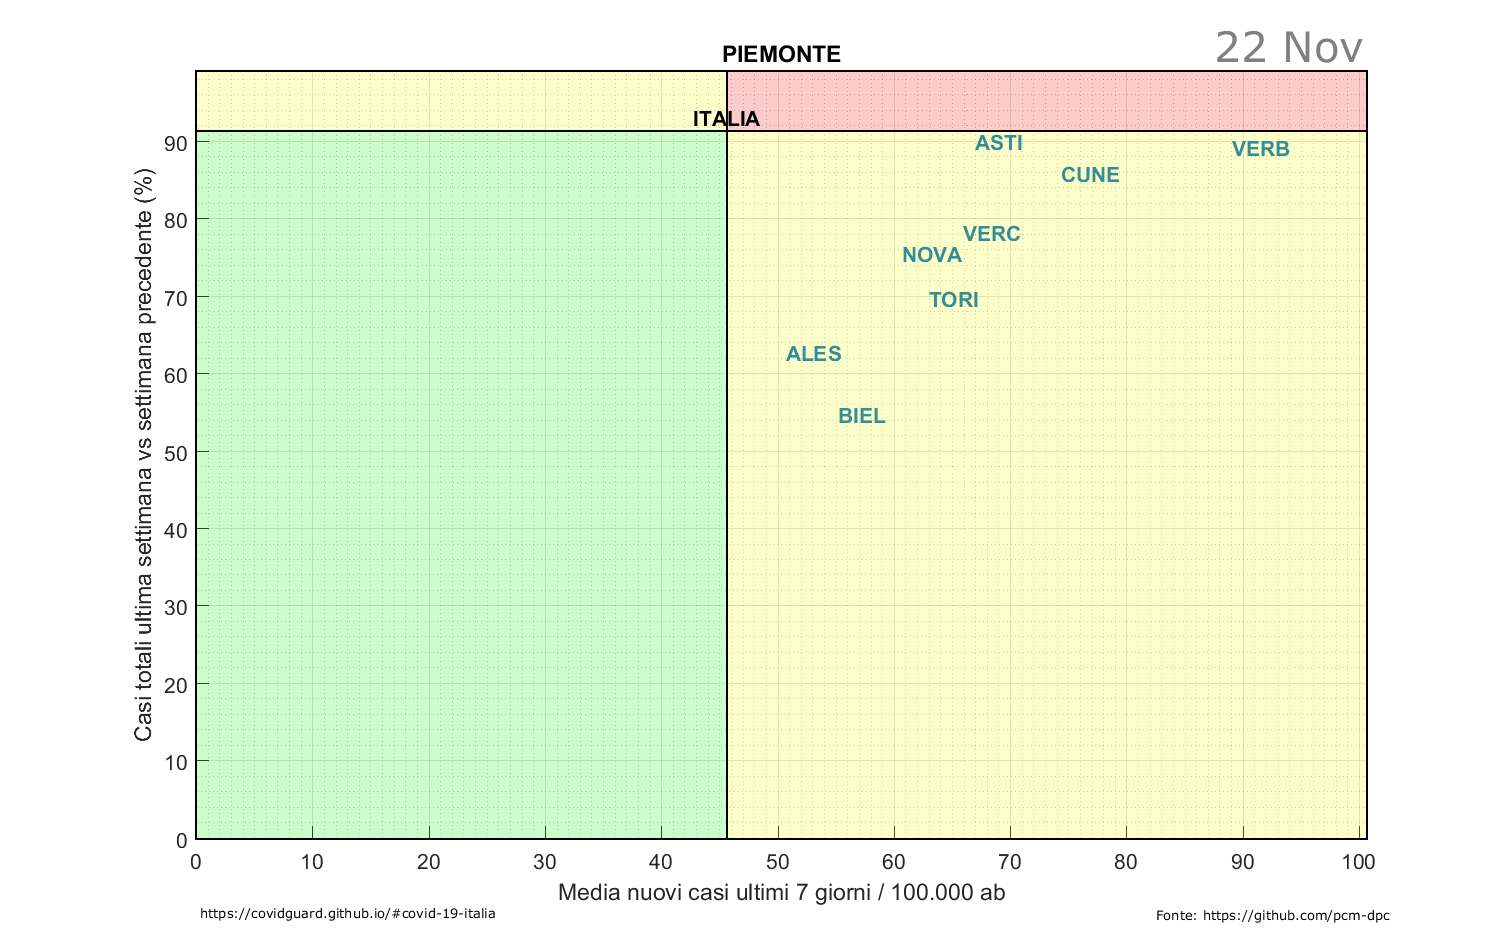 22 Nov
PIEMONTE
ITALIA
ASTI
VERB
CUNE
VERC
NOVA
TORI
ALES
BIEL
Casi totali ultima settimana vs settimana precedente (%)
90
80
70
60
50
40
30
20
10
0
0 10 20 30 40 50 60 70 80 90 100
Media nuovi casi ultimi 7 giorni / 100.000 ab
https://covidguard.github.io/#covid-19-italia
Fonte: https://github.com/pcm-dpc